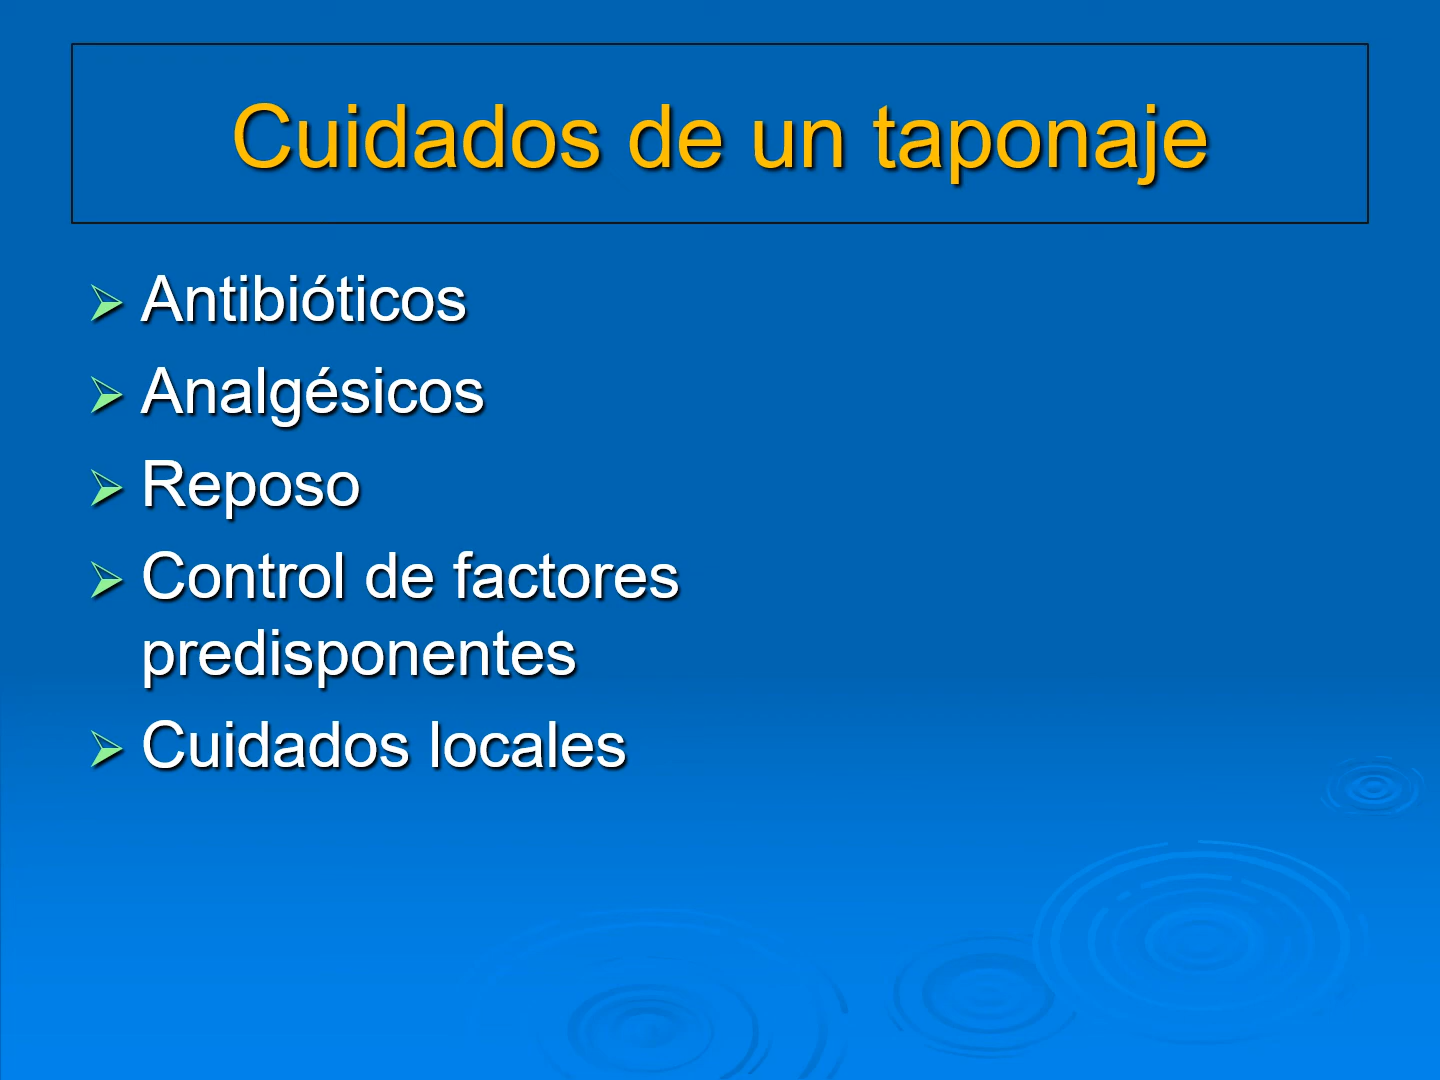 Cuidados de un taponaje
Antibióticos
Analgésicos
Reposo
Control de factores
predisponentes
Cuidados locales